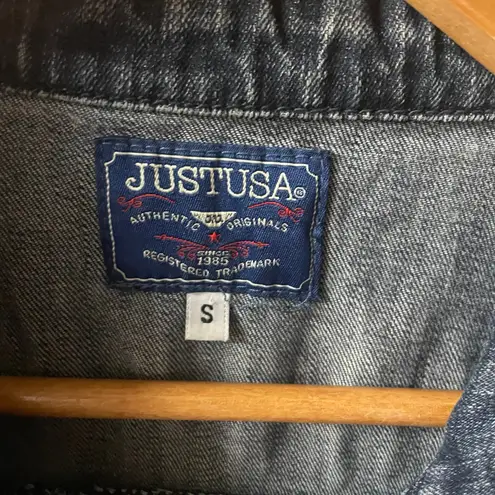 JUSTUSA
AUTHENTIC ORIGINALS
SINCE
1985
REGISTERED TRADEMARK
S